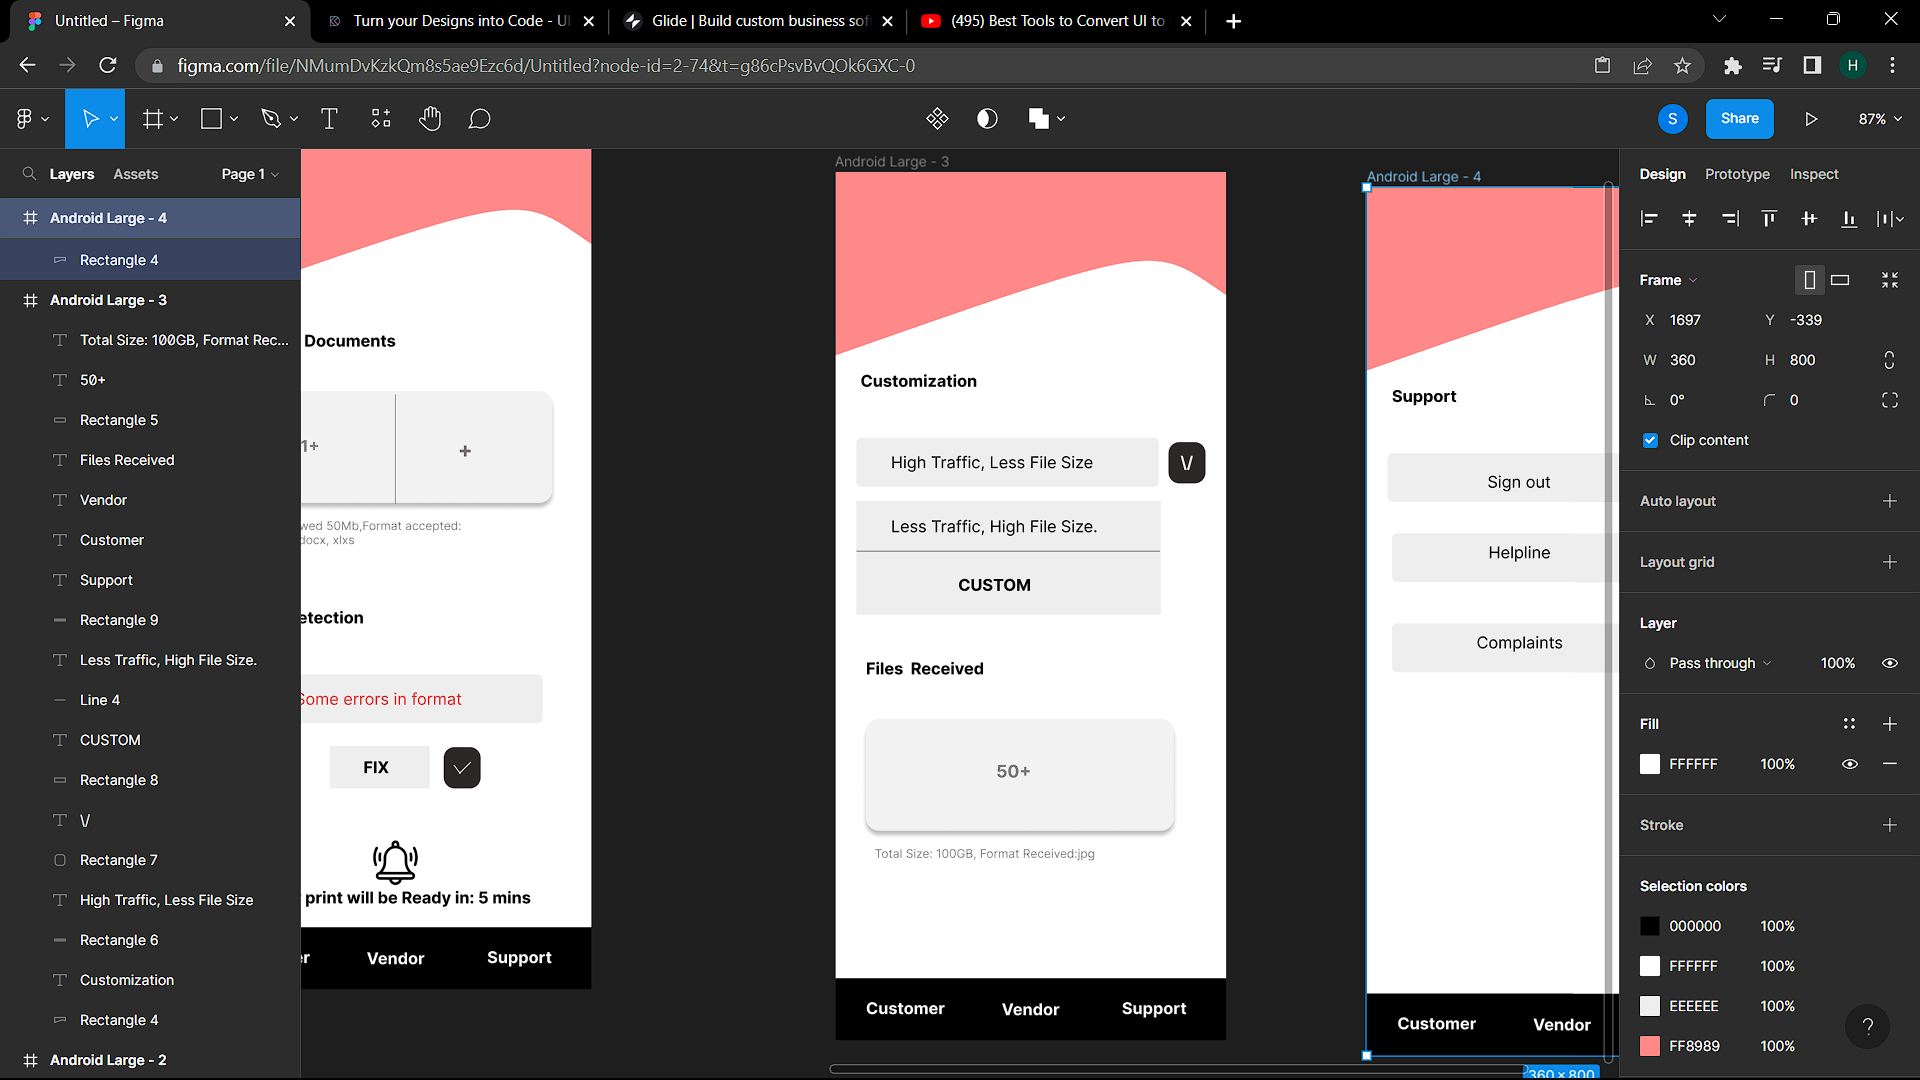 Untitled – Figma
Turn your Designs into Code - UI
Glide | Build custom business sof
(495) Best Tools to Convert UI to
figma.com/file/NMumDvKzkQm8s5ae9Ezc6d/Untitled?node-id=2-74&t=g86cPsvBvQOk6GXC-0
H
S
Share
87%
Layers
Assets
Page 1
Android Large - 4
Rectangle 4
Android Large - 3
Total Size: 100GB, Format Rec...
50+
Rectangle 5
Files Received
Vendor
Customer
Support
Rectangle 9
Less Traffic, High File Size.
Line 4
CUSTOM
Rectangle 8
\/
Rectangle 7
High Traffic, Less File Size
Rectangle 6
Customization
Rectangle 4
Android Large - 2
Documents
1+
+
wed 50Mb,Format accepted:
docx, xlxs
etection
Some errors in format
FIX
print will be Ready in: 5 mins
er
Vendor
Support
Android Large - 3
Customization
High Traffic, Less File Size
\/
Less Traffic, High File Size.
CUSTOM
Files Received
50+
Total Size: 100GB, Format Received:jpg
Customer
Vendor
Support
Android Large - 4
Support
Sign out
Helpline
Complaints
Customer
Vendor
360 × 800
Design
Prototype
Inspect
Frame
X 1697
Y -339
W 360
H 800
0°
0
Clip content
Auto layout
Layout grid
Layer
Pass through
100%
Fill
FFFFFF
100%
Stroke
Selection colors
000000
100%
FFFFFF
100%
EEEEEE
100%
FF8989
100%
?